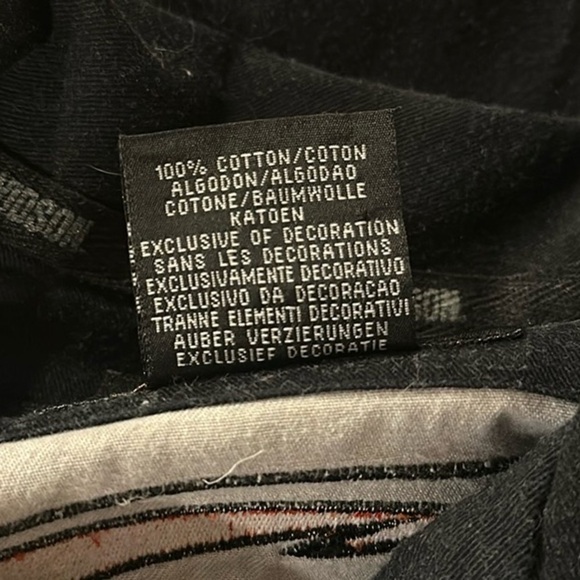 100% COTTON/COTON
ALGODON/ALGODAO
COTONE/BAUMWOLLE
KATOEN
EXCLUSIVE OF DECORATION
SANS LES DECORATIONS
EXCLUSIVAMENTE DECORATIVO
EXCLUSIVO DA DECORACAO
TRANNE ELEMENTI DECORATIVI
AUBER VERZIERUNGEN
EXCLUSIEF DECORATIE